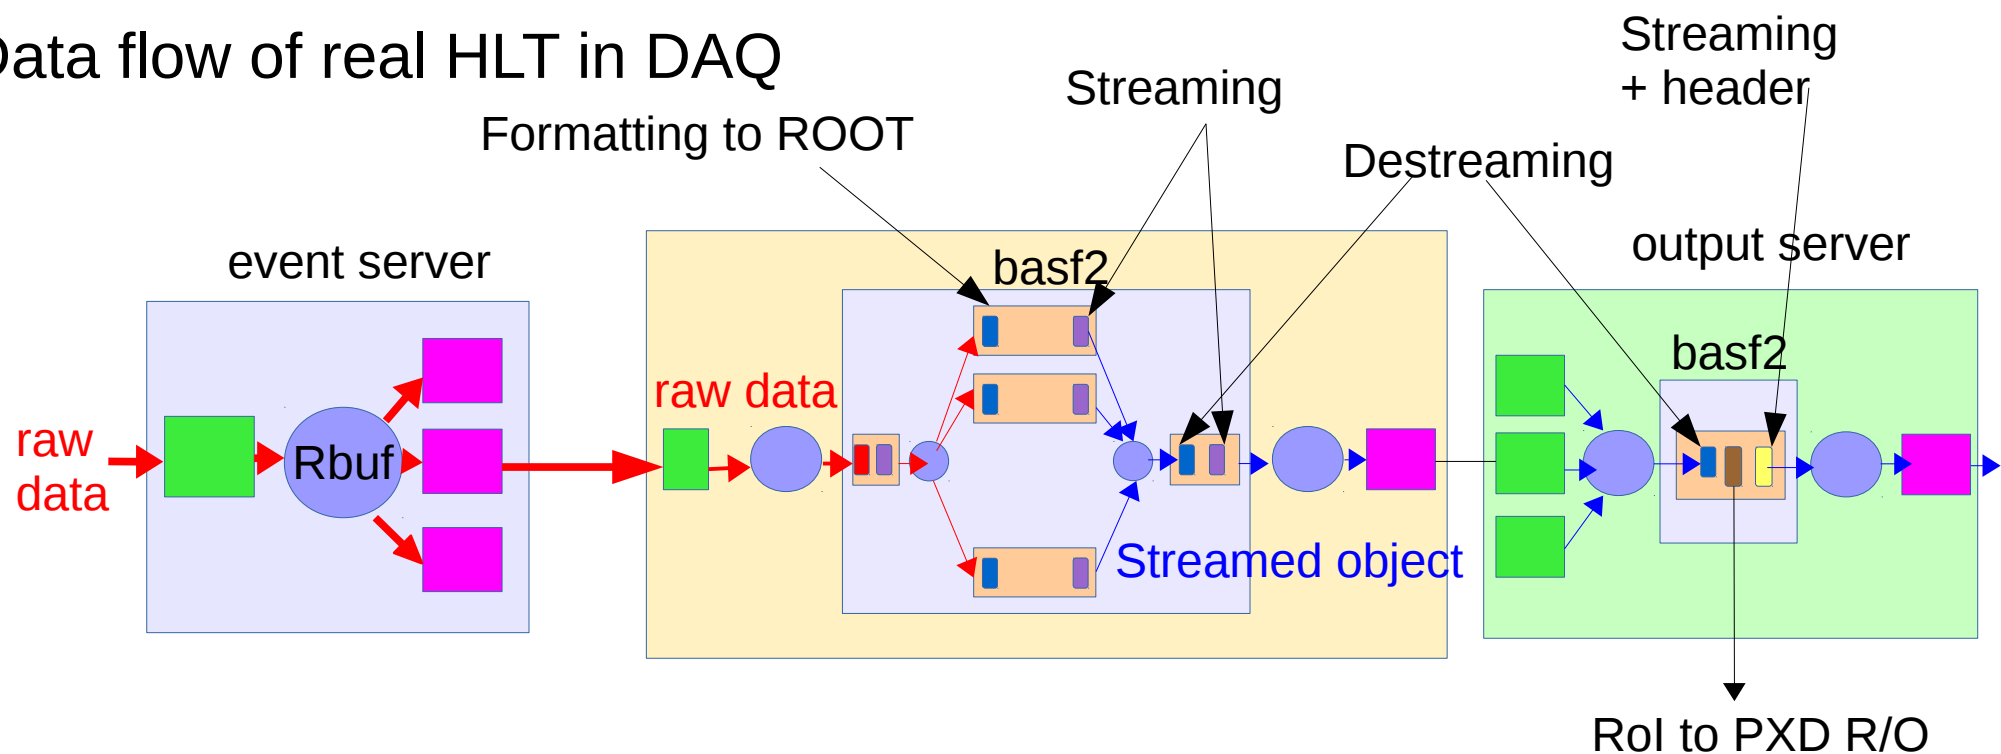 Data flow of real HLT in DAQ
Streaming
+ header
Streaming
Formatting to ROOT
Destreaming
event server
basf2
output server
basf2
raw data
raw
data
Rbuf
Streamed object
RoI to PXD R/O